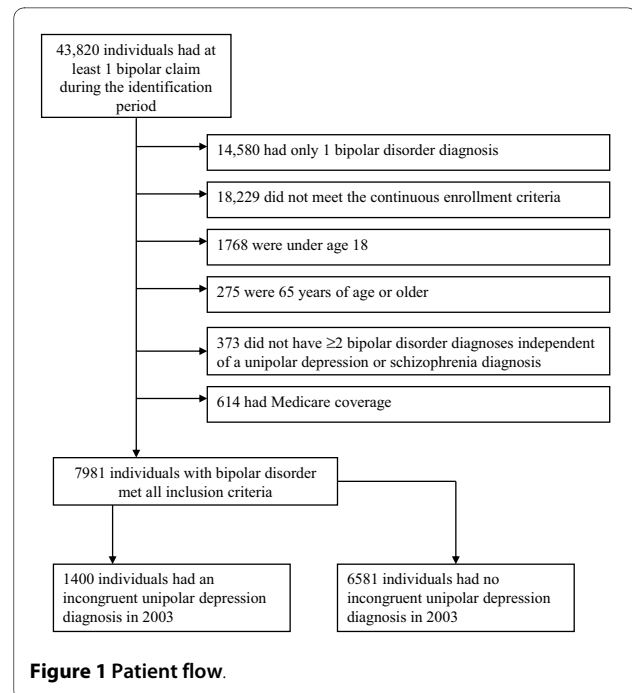 43,820 individuals had at
least 1 bipolar claim
during the identification
period
14,580 had only 1 bipolar disorder diagnosis
18,229 did not meet the continuous enrollment criteria
1768 were under age 18
275 were 65 years of age or older
373 did not have ≥2 bipolar disorder diagnoses independent
of a unipolar depression or schizophrenia diagnosis
614 had Medicare coverage
7981 individuals with bipolar disorder
met all inclusion criteria
1400 individuals had an
incongruent unipolar depression
diagnosis in 2003
6581 individuals had no
incongruent unipolar depression
diagnosis in 2003
Figure 1 Patient flow.